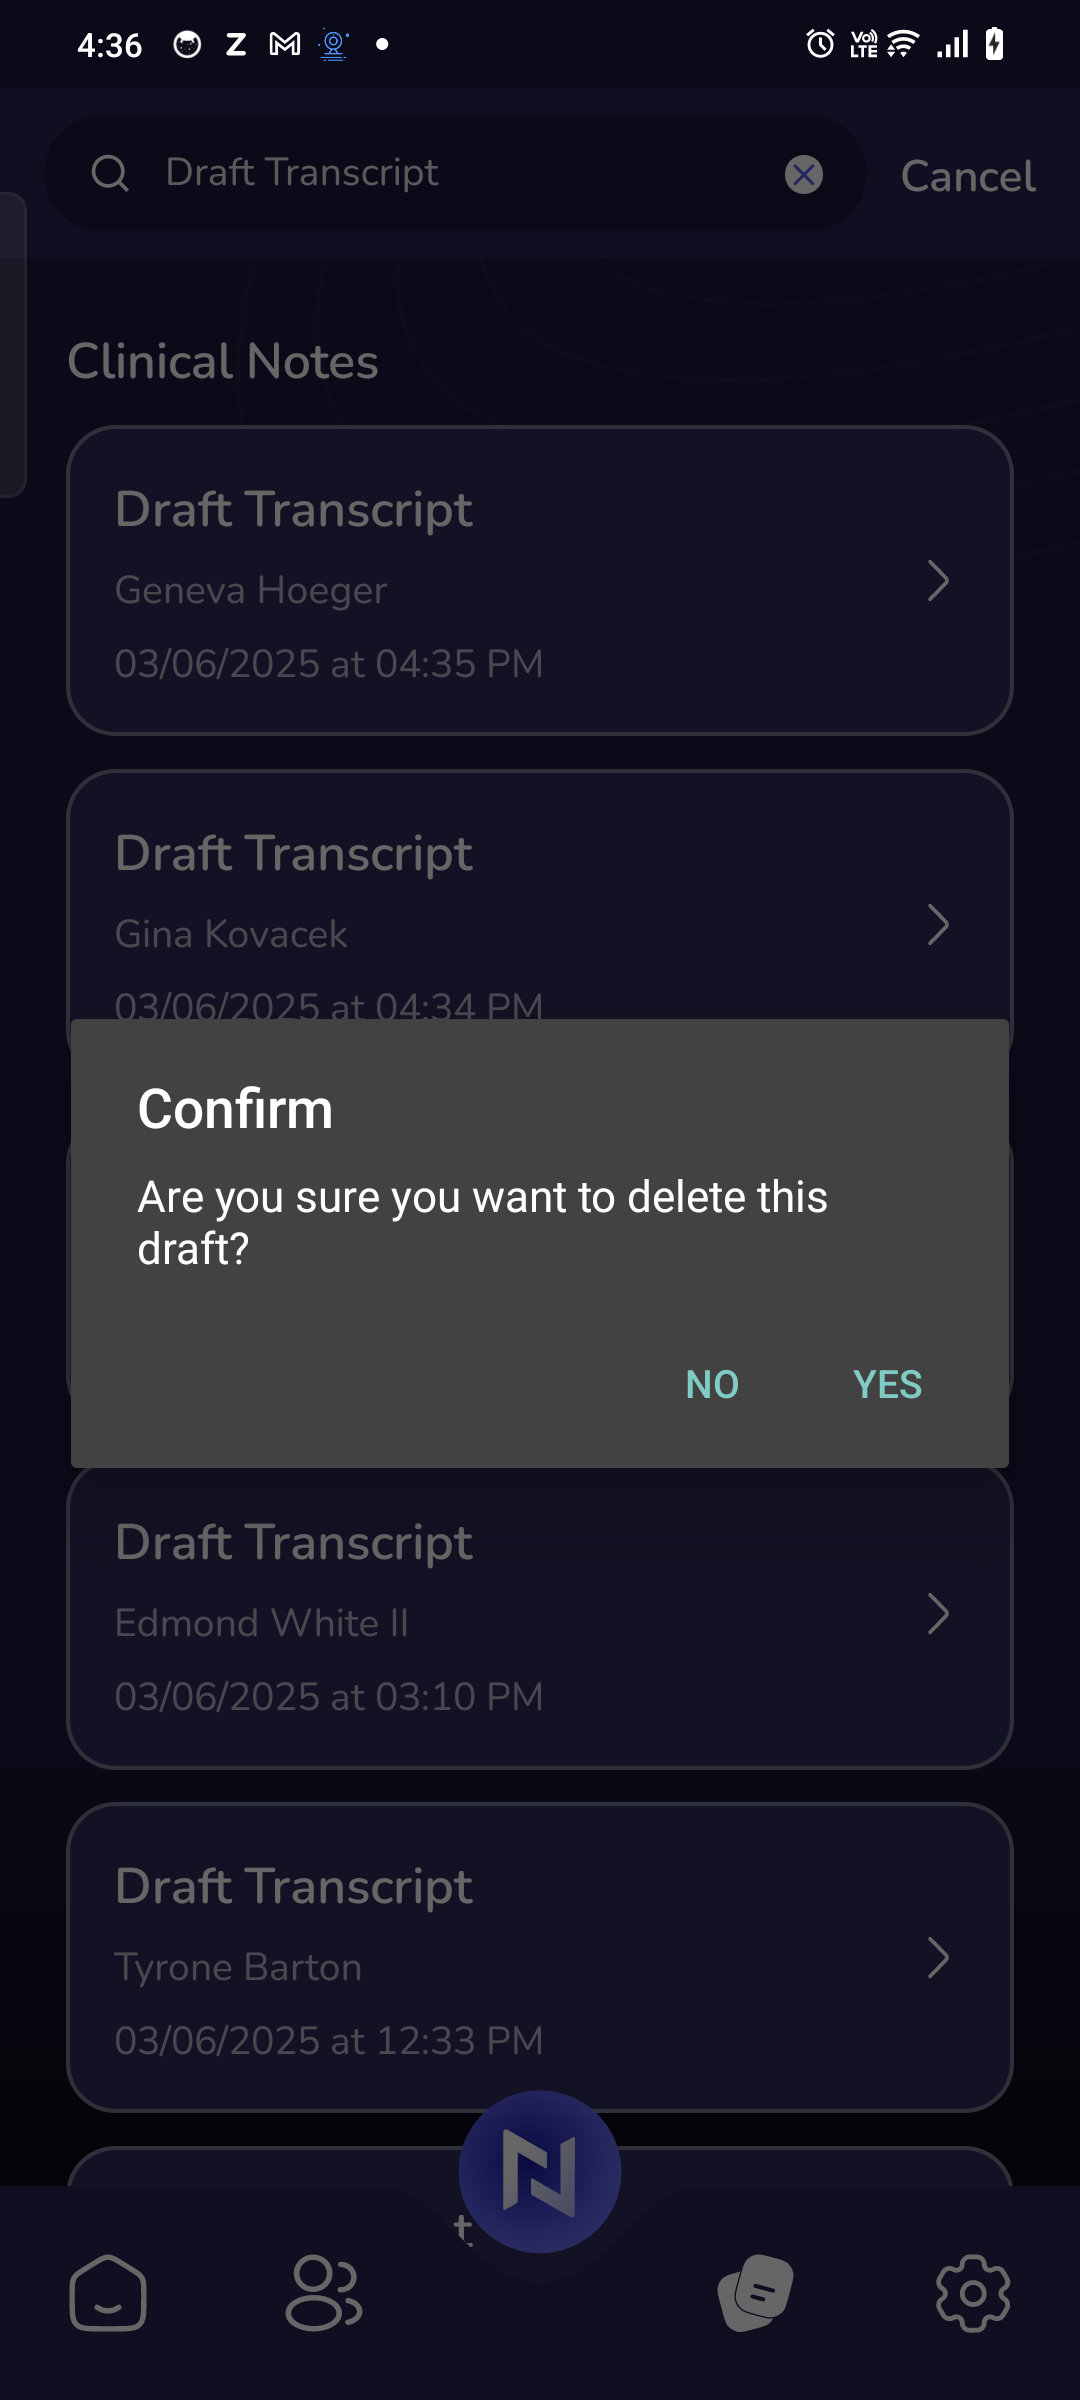 4:36
Vo) LTE
Draft Transcript
Cancel
Clinical Notes
Draft Transcript
Geneva Hoeger
03/06/2025 at 04:35 PM
Draft Transcript
Gina Kovacek
03/06/2025 at 04:34 PM
Confirm
Are you sure you want to delete this
draft?
NO YES
Draft Transcript
Edmond White II
03/06/2025 at 03:10 PM
Draft Transcript
Tyrone Barton
03/06/2025 at 12:33 PM